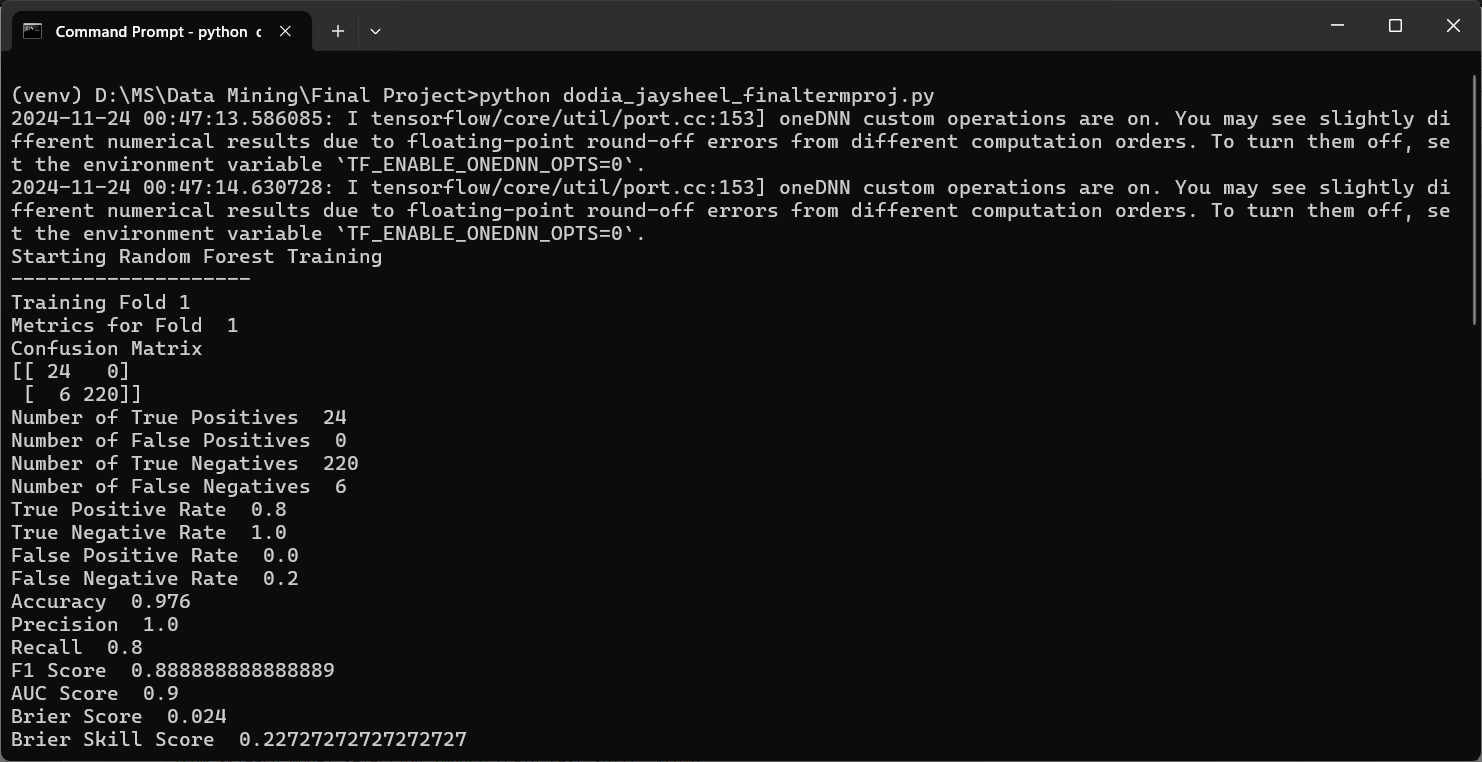 Command Prompt - python  c
(venv) D:\MS\Data Mining\Final Project>python dodia_jaysheel_finaltermproj.py
2024-11-24 00:47:13.586085: I tensorflow/core/util/port.cc:153] oneDNN custom operations are on. You may see slightly di
fferent numerical results due to floating-point round-off errors from different computation orders. To turn them off, se
t the environment variable `TF_ENABLE_ONEDNN_OPTS=0`.
2024-11-24 00:47:14.630728: I tensorflow/core/util/port.cc:153] oneDNN custom operations are on. You may see slightly di
fferent numerical results due to floating-point round-off errors from different computation orders. To turn them off, se
t the environment variable `TF_ENABLE_ONEDNN_OPTS=0`.
Starting Random Forest Training
--------------------
Training Fold 1
Metrics for Fold  1
Confusion Matrix
[[ 24   0]
 [  6 220]]
Number of True Positives  24
Number of False Positives  0
Number of True Negatives  220
Number of False Negatives  6
True Positive Rate  0.8
True Negative Rate  1.0
False Positive Rate  0.0
False Negative Rate  0.2
Accuracy  0.976
Precision  1.0
Recall  0.8
F1 Score  0.888888888888889
AUC Score  0.9
Brier Score  0.024
Brier Skill Score  0.22727272727272727